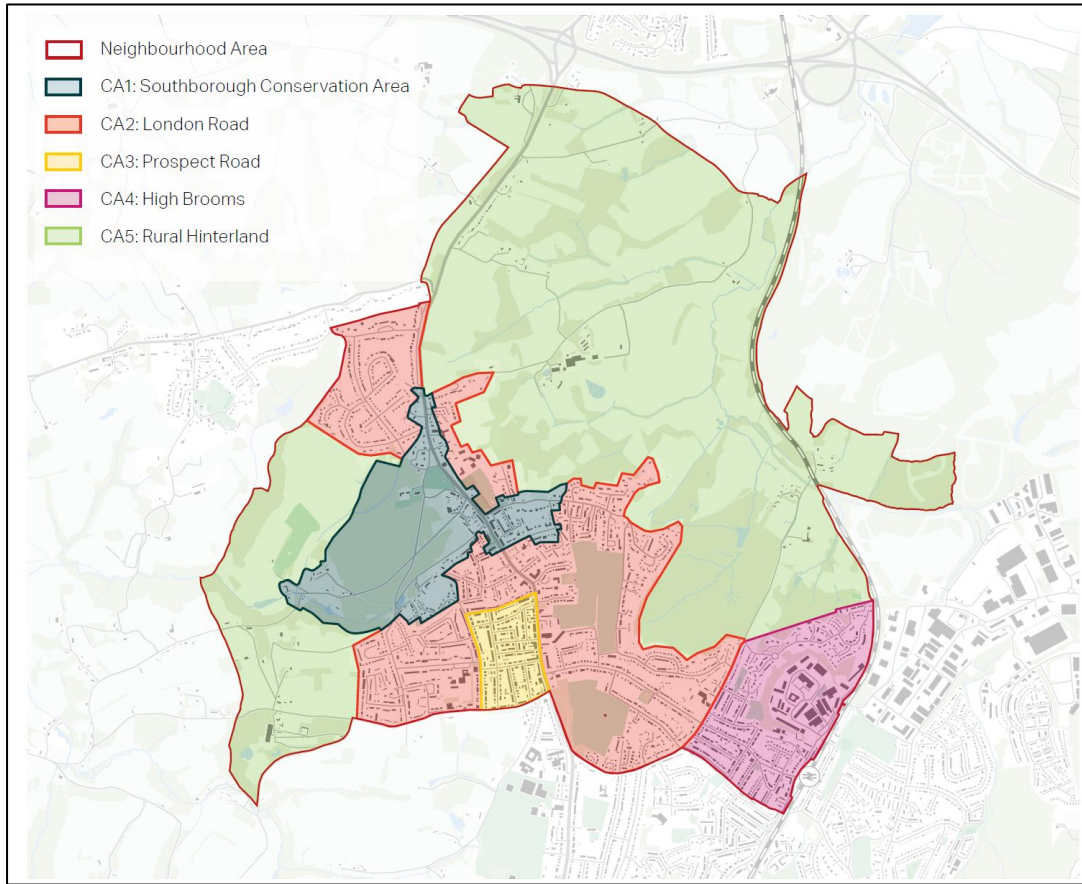 Neighbourhood Area
CA1: Southborough Conservation Area
CA2: London Road
CA3: Prospect Road
CA4: High Brooms
CA5: Rural Hinterland